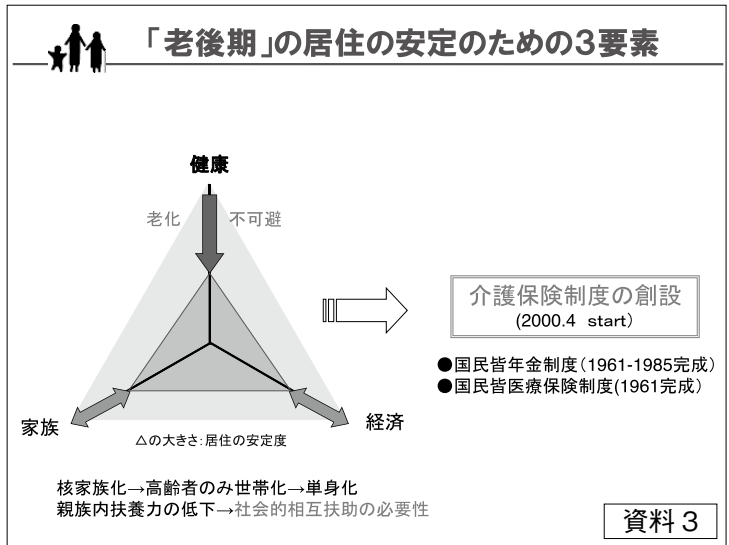 「老後期」の居住の安定のための3要素
健康
老化 不可避
介護保険制度の創設
(2000.4 start)
●国民皆年金制度(1961-1985完成)
●国民皆医療保険制度(1961完成)
家族
経済
△の大きさ:居住の安定度
核家族化→高齢者のみ世帯化→単身化
親族内扶養力の低下→社会的相互扶助の必要性
資料3